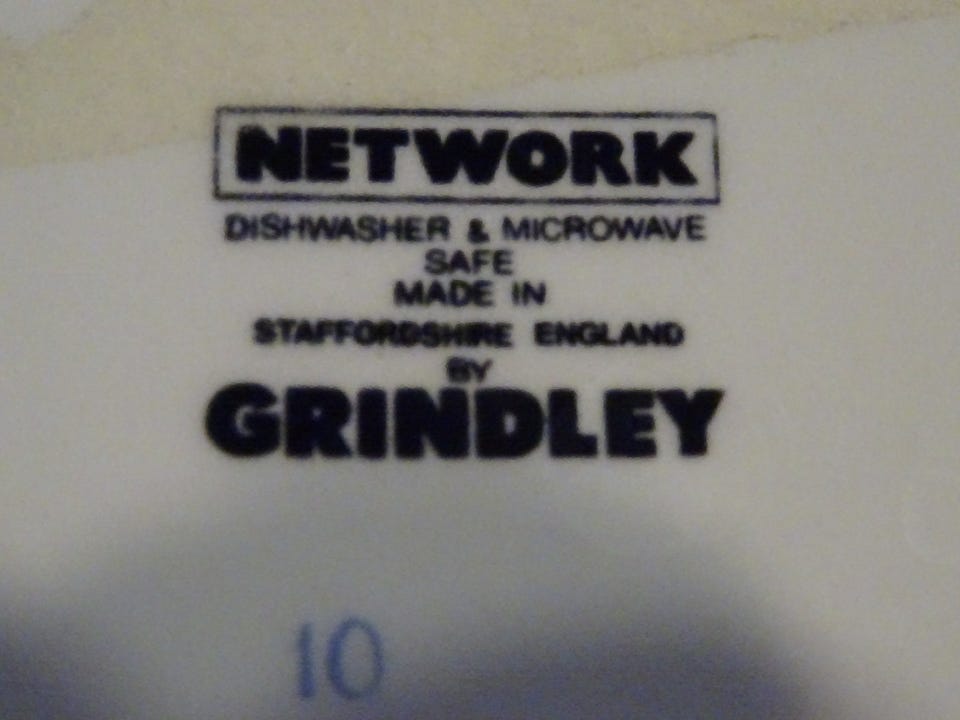 NETWORK
DISHWASHER & MICROWAVE
SAFE
MADE IN
STAFFORDSHIRE ENGLAND
BY
GRINDLEY
10